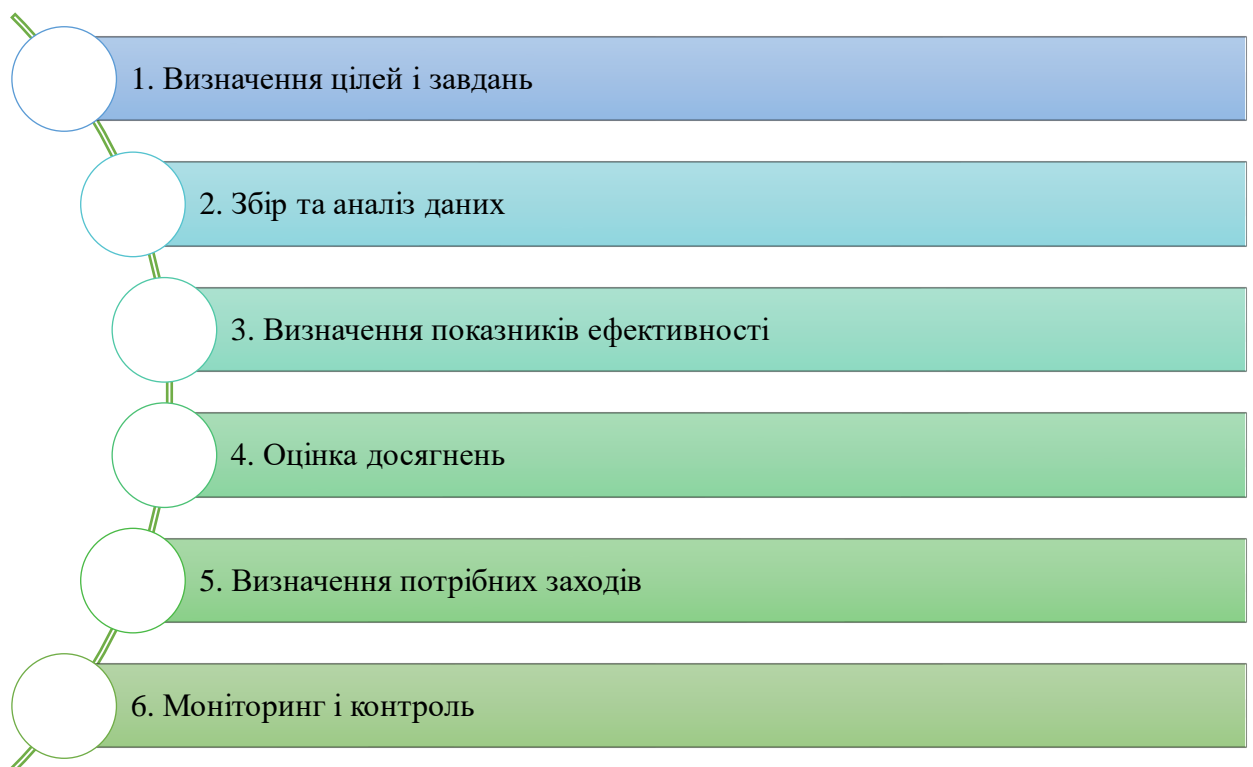 1. Визначення цілей і завдань
2. Збір та аналіз даних
3. Визначення показників ефективності
4. Оцінка досягнень
5. Визначення потрібних заходів
6. Моніторинг і контроль